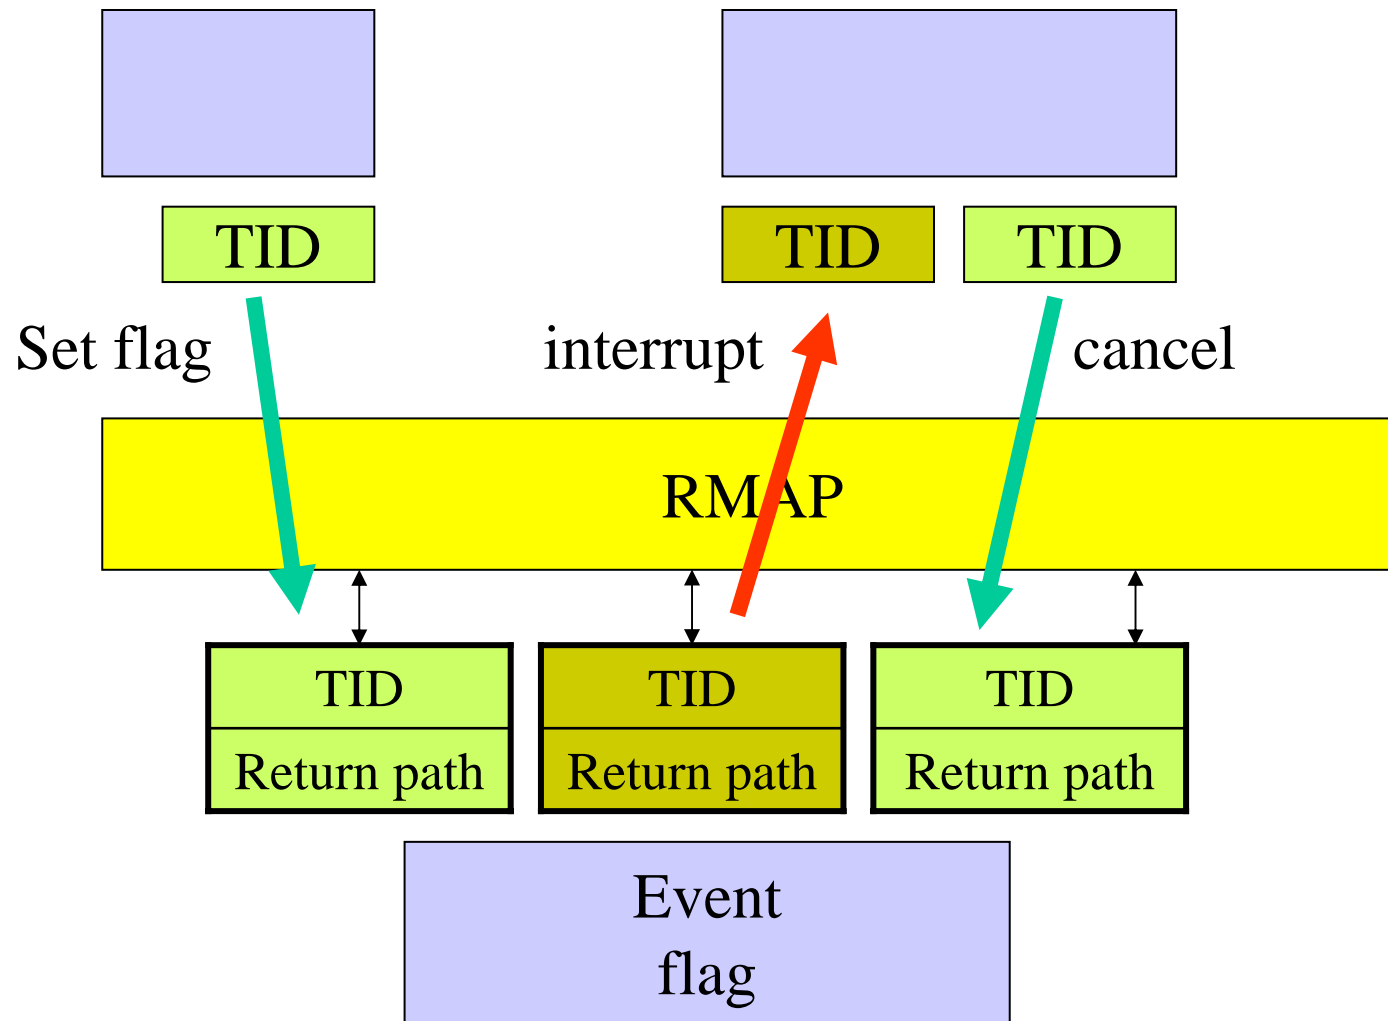 TID
TID
TID
Set flag
interrupt
cancel
RMAP
TID
TID
TID
Return path
Return path
Return path
Event
flag